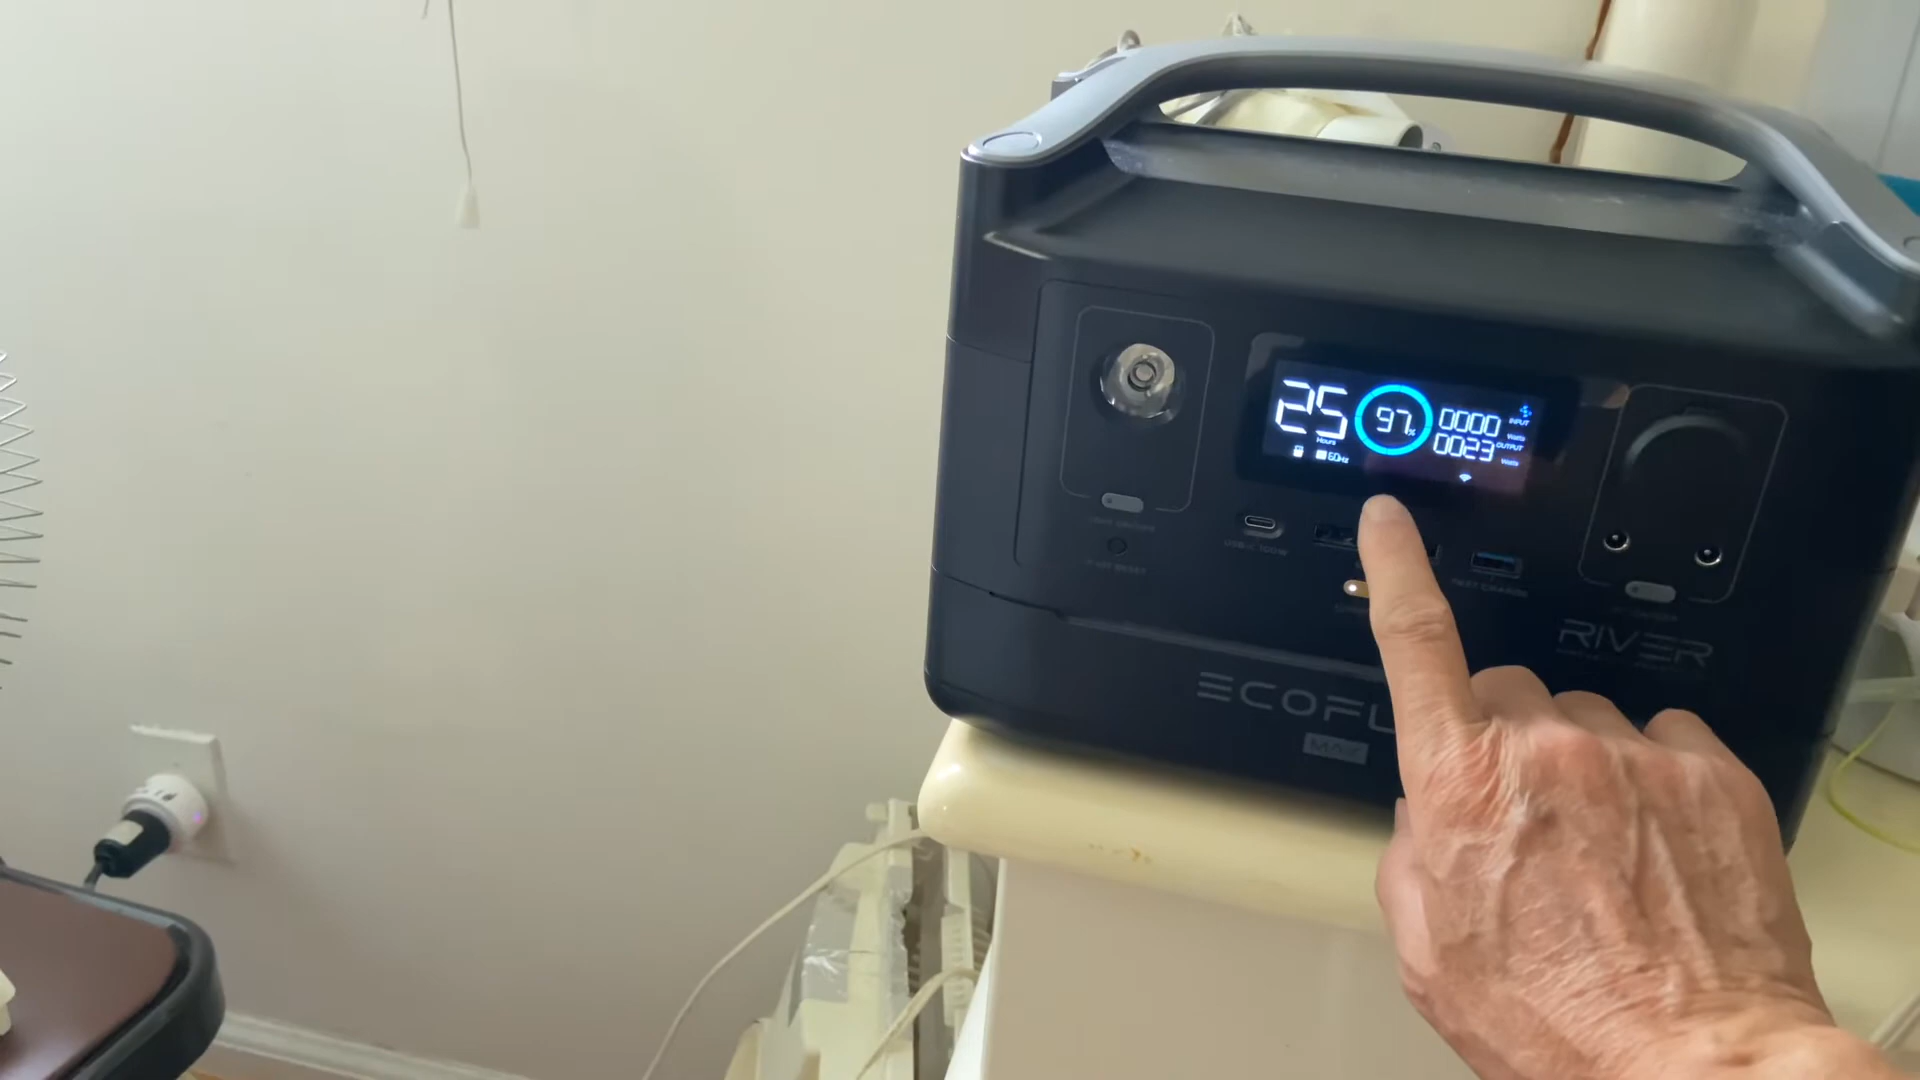 25
Hours
60Hz
97%
0000
INPUT
Watts
0023
OUTPUT
Watts
USB-C 100W
FAST CHARGE
RIVER
ECOFL
MAX